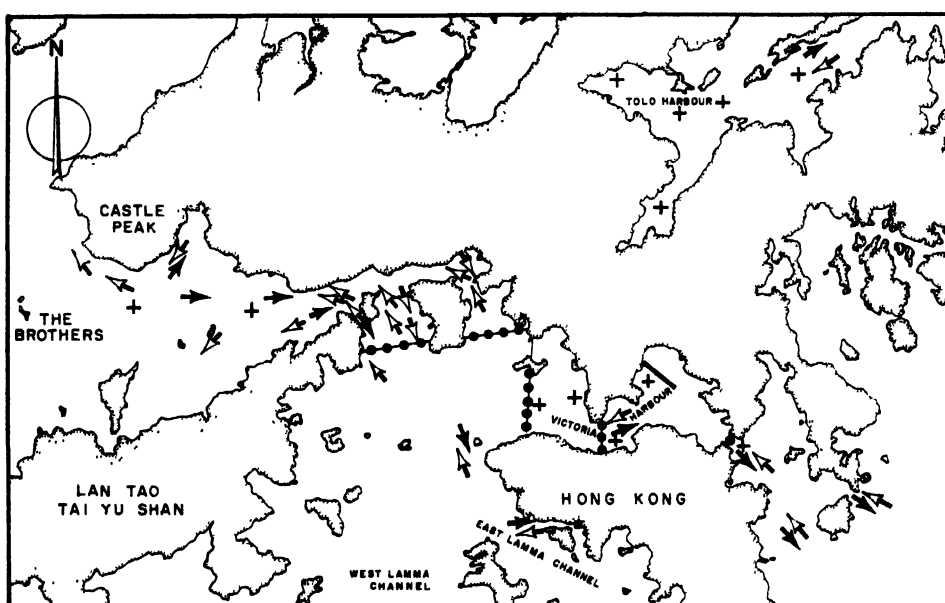 N
TOLO HARBOUR
CASTLE
PEAK
THE
BROTHERS
VICTORIA HARBOUR
LAN TAO
TAI YU SHAN
HONG KONG
EAST LAMMA CHANNEL
WEST LAMMA
CHANNEL